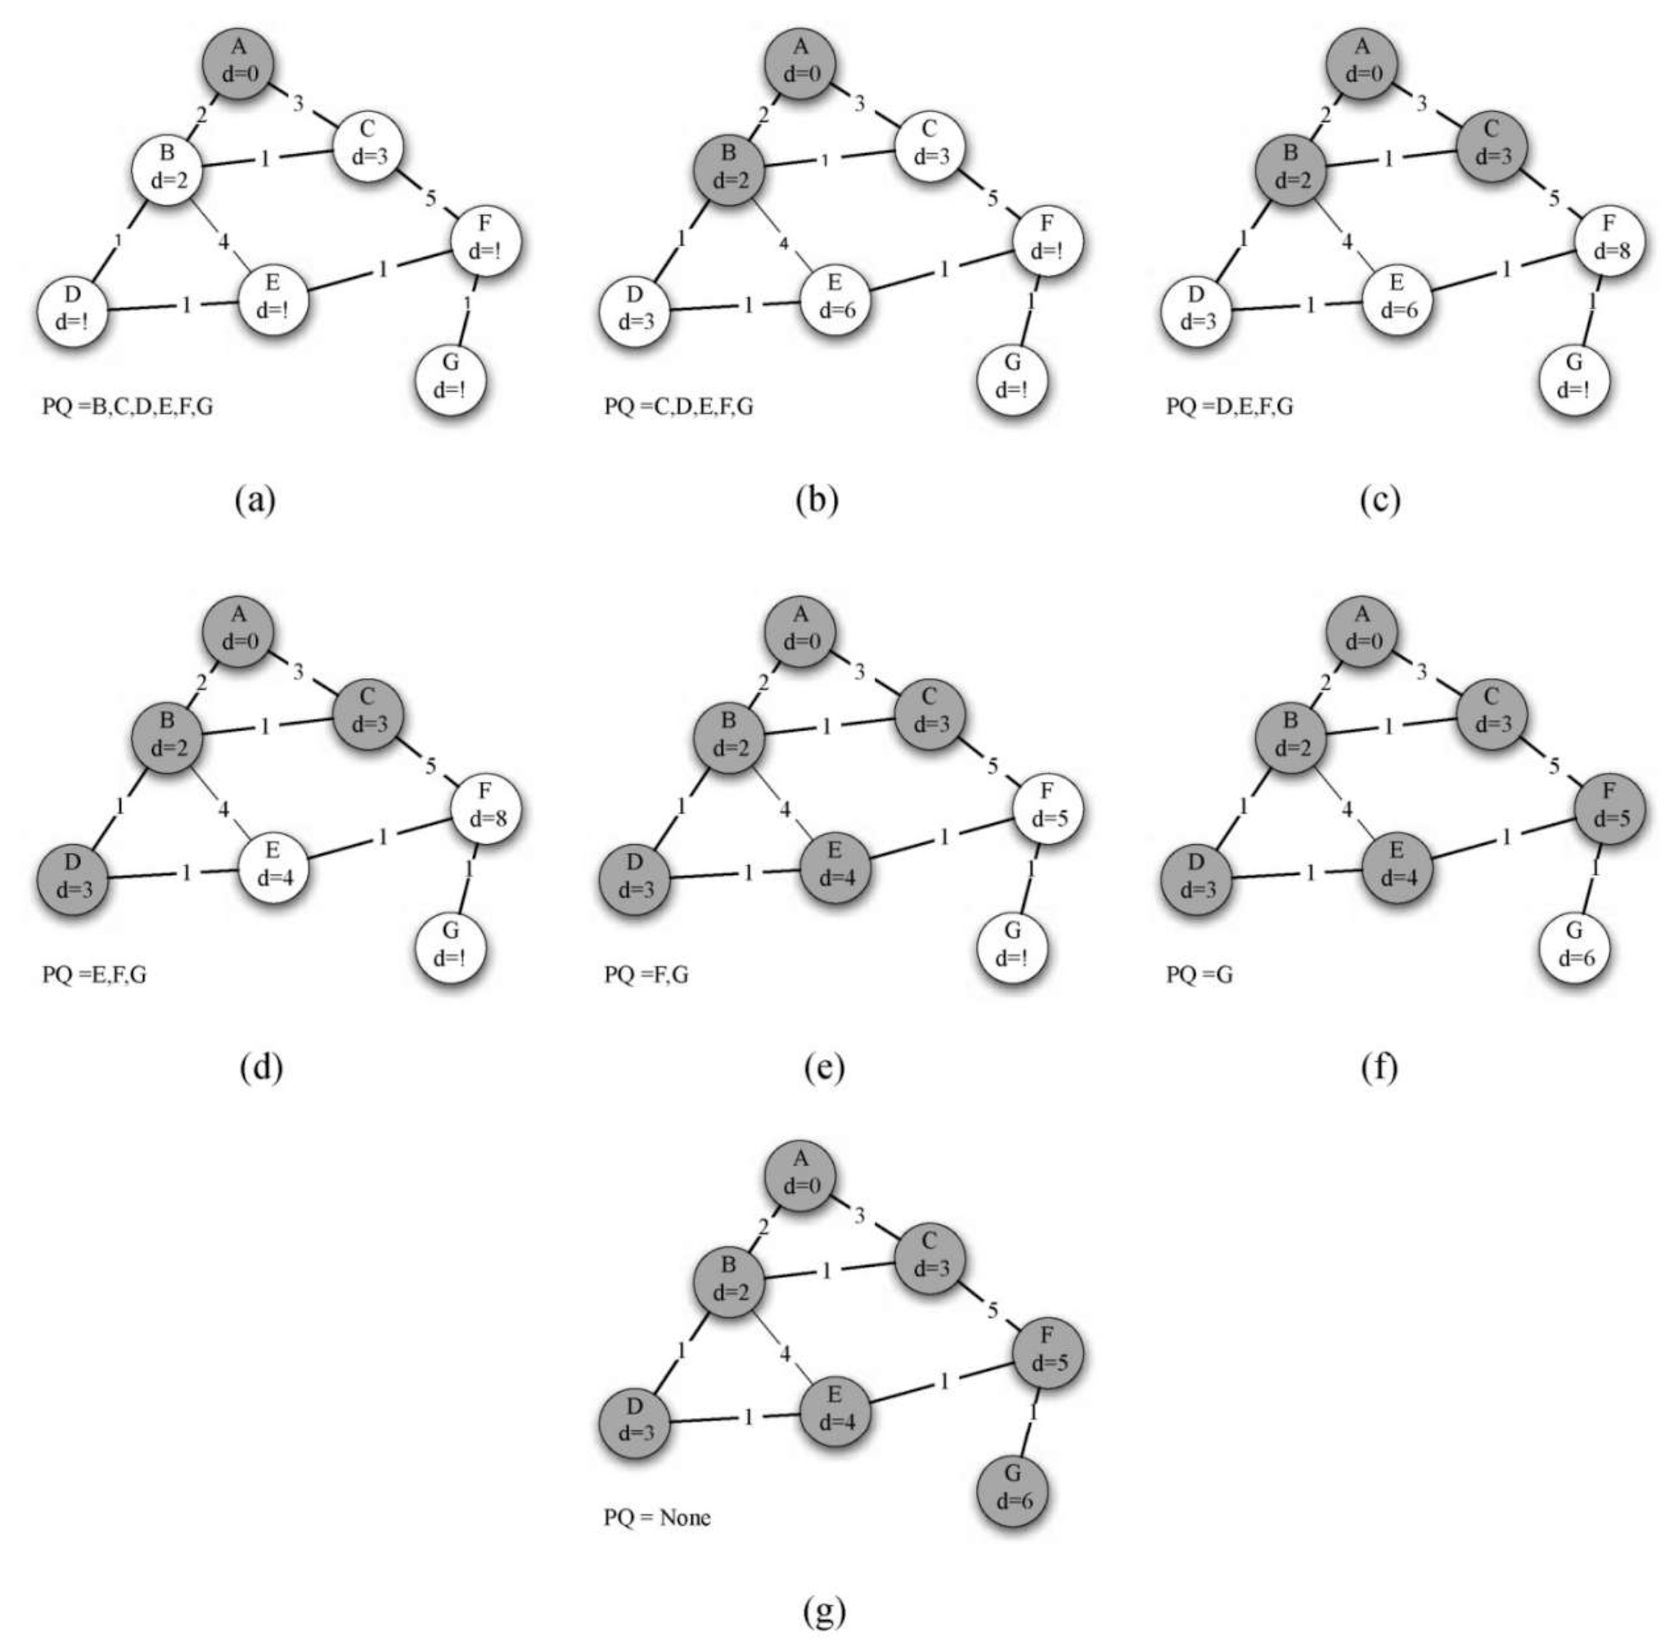 A
d=0
2
3
C
d=3
B
d=2
1
5
F
d=!
1
4
1
E
d=!
D
d=!
1
1
G
d=!
PQ =B,C,D,E,F,G
(a)
A
d=0
2
3
C
d=3
B
d=2
1
5
F
d=!
1
4
1
E
d=6
D
d=3
1
1
G
d=!
PQ =C,D,E,F,G
(b)
A
d=0
2
3
C
d=3
B
d=2
1
5
F
d=8
1
4
1
E
d=6
D
d=3
1
1
G
d=!
PQ =D,E,F,G
(c)
A
d=0
2
3
C
d=3
B
d=2
1
5
F
d=8
1
4
1
E
d=4
D
d=3
1
1
G
d=!
PQ =E,F,G
(d)
A
d=0
2
3
C
d=3
B
d=2
1
5
F
d=5
1
4
1
E
d=4
D
d=3
1
1
G
d=!
PQ =F,G
(e)
A
d=0
2
3
C
d=3
B
d=2
1
5
F
d=5
1
4
1
E
d=4
D
d=3
1
1
G
d=6
PQ =G
(f)
A
d=0
2
3
C
d=3
B
d=2
1
5
F
d=5
1
4
1
E
d=4
D
d=3
1
1
G
d=6
PQ = None
(g)